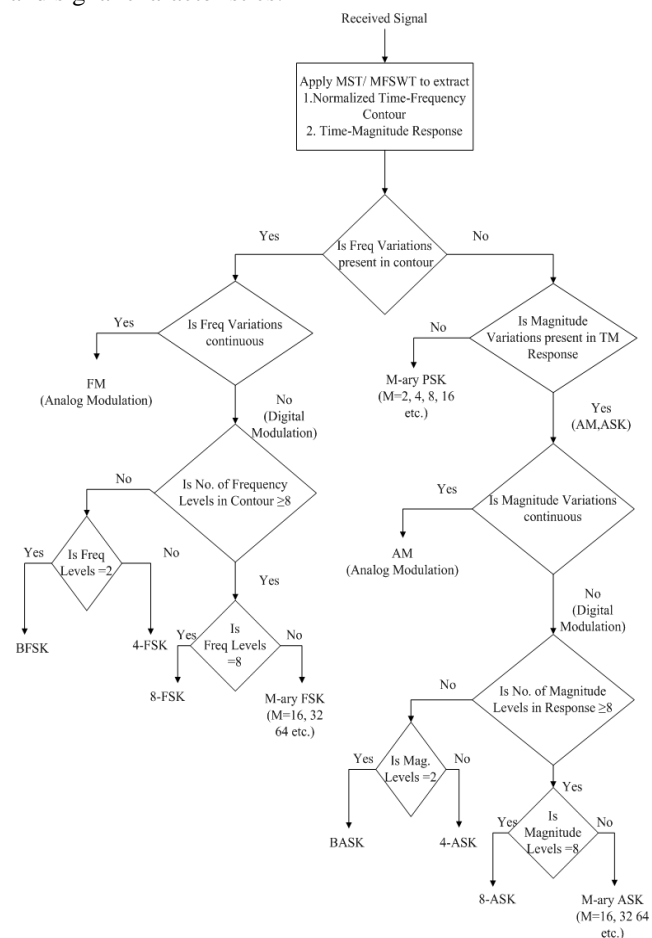 Received Signal
Apply MST/ MFSWT to extract
1.Normalized Time-Frequency
Contour
2. Time-Magnitude Response
Is Freq Variations
present in contour
Yes
No
Is Freq Variations
continuous
Yes
FM
(Analog Modulation)
No
(Digital
Modulation)
Is No. of Frequency
Levels in Contour ≥8
No
Is Freq
Levels =2
Yes
No
BFSK
4-FSK
Yes
Is
Freq Levels
=8
Yes
No
8-FSK
M-ary FSK
(M=16, 32
64 etc.)
Is Magnitude
Variations present in TM
Response
No
M-ary PSK
(M=2, 4, 8, 16
etc.)
Yes
(AM,ASK)
Is Magnitude Variations
continuous
Yes
AM
(Analog Modulation)
No
(Digital
Modulation)
Is No. of Magnitude
Levels in Response ≥8
No
Is Mag.
Levels =2
Yes
No
BASK
4-ASK
Yes
Is
Magnitude
Levels =8
Yes
No
8-ASK
M-ary ASK
(M=16, 32 64
etc.)